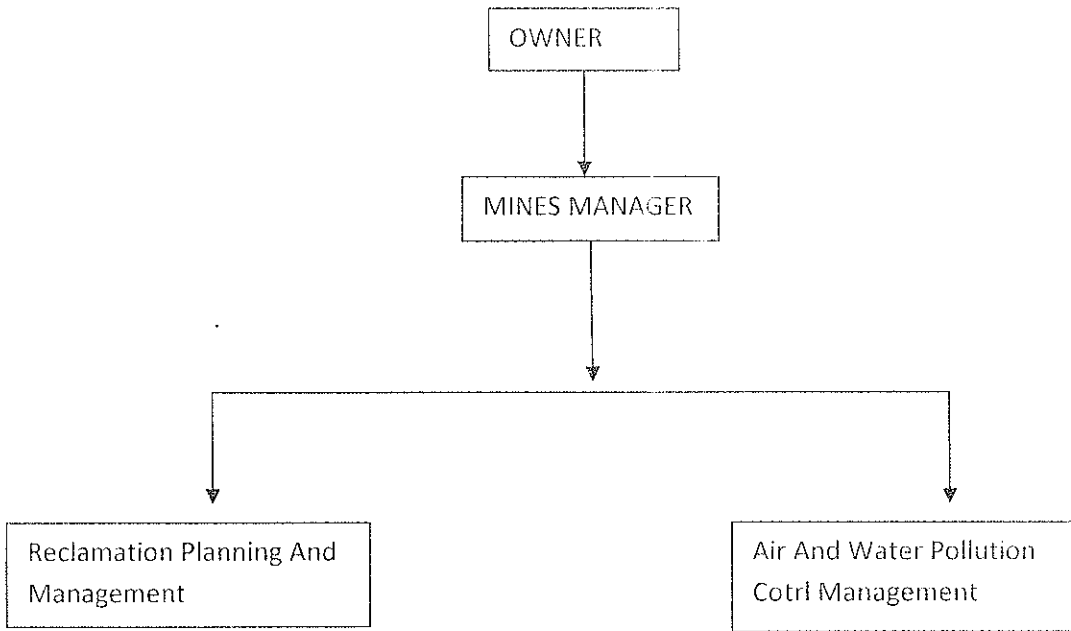 OWNER
MINES MANAGER
Reclamation Planning And
Management
Air And Water Pollution
Cotrl Management